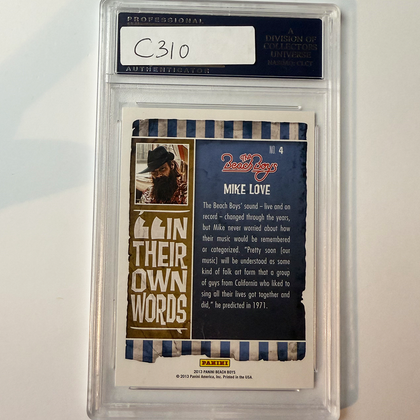 PROFESSIONAL
C310
AUTHENTICATOR
A
DIVISION OF
COLLECTORS
UNIVERSE
No. 4
The
Beach Boys
MIKE LOVE
The Beach Boys' sound – live and on
record – changed through the years,
but Mike never worried about how
their music would be remembered
or categorized. "Pretty soon [our
music] will be understood as some
kind of folk art form that a group
of guys from California who liked to
sing all their lives got together and
did," he predicted in 1971.
"IN
THEIR
OWN
WORDS
PANINI
2013 PANINI BEACH BOYS
© 2013 Panini America, Inc. Printed in the USA.